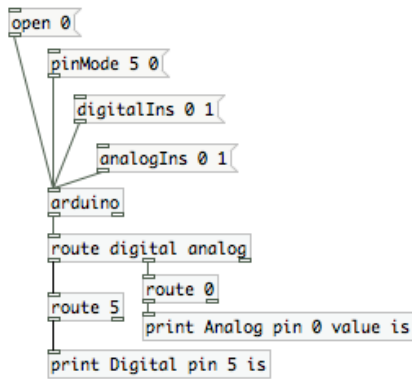 open 0
pinMode 5 0
digitalIns 0 1
analogIns 0 1
arduino
route digital analog
route 0
route 5
print Analog pin 0 value is
print Digital pin 5 is